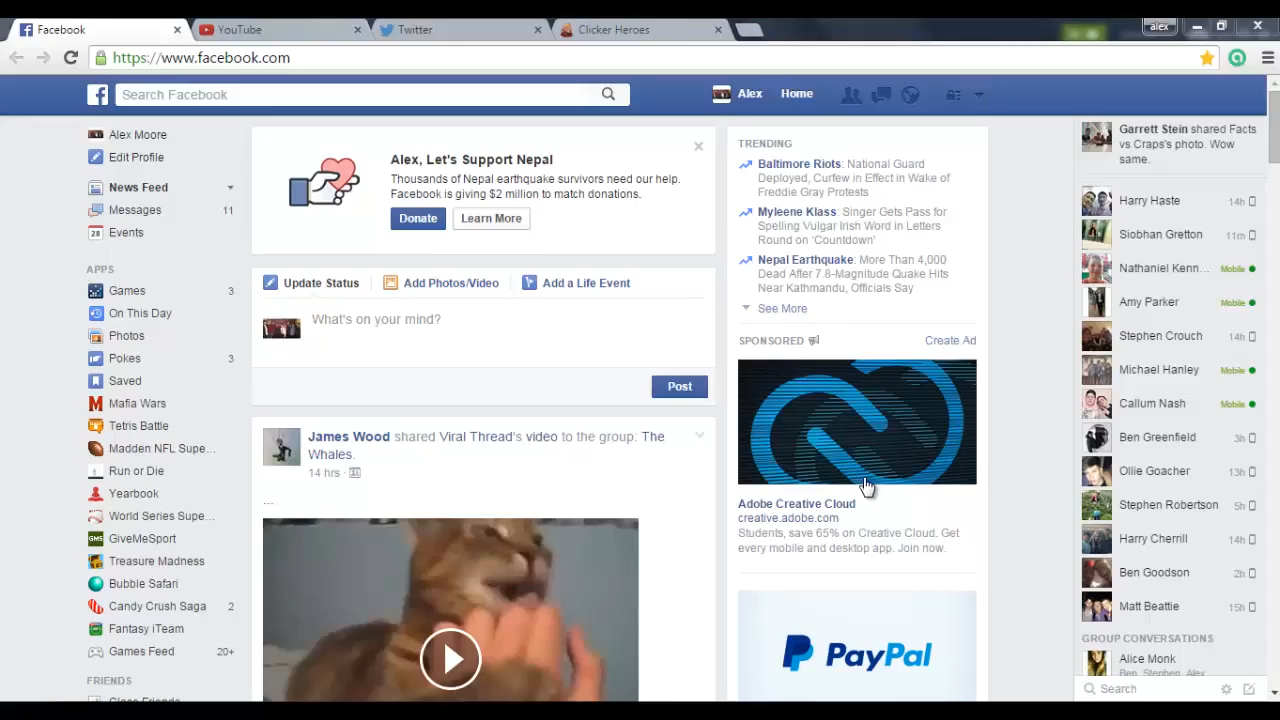 Facebook
YouTube
Twitter
Clicker Heroes
alex
https://www.facebook.com
Search Facebook
Alex
Home
Alex Moore
Edit Profile
News Feed
Messages 11
28 Events
APPS
Games 3
On This Day
Photos
Pokes 3
Saved
Mafia Wars
Tetris Battle
Madden NFL Supe...
Run or Die
Yearbook
World Series Supe...
GMS GiveMeSport
Treasure Madness
Bubble Safari
Candy Crush Saga 2
Fantasy iTeam
Games Feed 20+
FRIENDS
Close Friends
Alex, Let's Support Nepal
Thousands of Nepal earthquake survivors need our help.
Facebook is giving $2 million to match donations.
Donate Learn More
Update Status Add Photos/Video Add a Life Event
What's on your mind?
Post
James Wood shared Viral Thread's video to the group: The
Whales.
14 hrs ·
...
TRENDING
Baltimore Riots: National Guard
Deployed, Curfew in Effect in Wake of
Freddie Gray Protests
Myleene Klass: Singer Gets Pass for
Spelling Vulgar Irish Word in Letters
Round on 'Countdown'
Nepal Earthquake: More Than 4,000
Dead After 7.8-Magnitude Quake Hits
Near Kathmandu, Officials Say
See More
SPONSORED Create Ad
Adobe Creative Cloud
creative.adobe.com
Students, save 65% on Creative Cloud. Get
every mobile and desktop app. Join now.
PayPal
Garrett Stein shared Facts
vs Craps's photo. Wow
same.
Harry Haste 14h
Siobhan Gretton 11m
Nathaniel Kenn... Mobile
Amy Parker Mobile
Stephen Crouch 14h
Michael Hanley Mobile
Callum Nash Mobile
Ben Greenfield 3h
Ollie Goacher 13h
Stephen Robertson 5h
Harry Cherrill 14h
Ben Goodson 2h
Matt Beattie 15h
GROUP CONVERSATIONS
Alice Monk
Ben, Stephen, Alex
Search